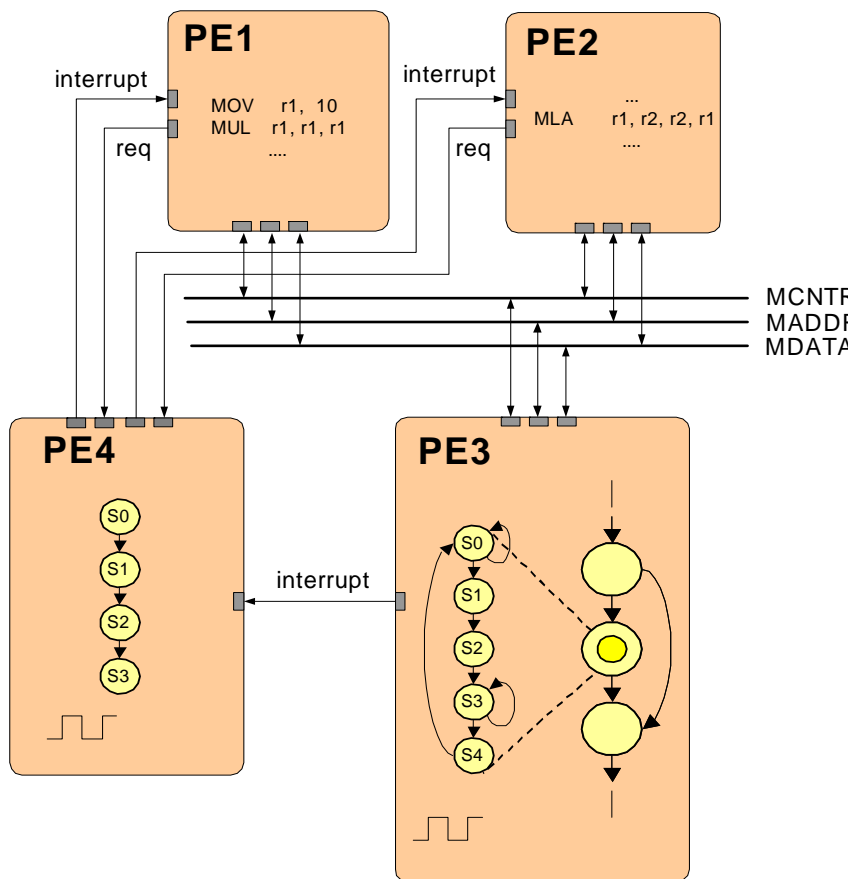 PE1
PE2
interrupt
interrupt
MOV r1, 10
MUL r1, r1, r1
....
...
MLA r1, r2, r2, r1
....
req
req
MCNTR
MADDR
MDATA
PE4
PE3
S0
S1
S2
S3
interrupt
S0
S1
S2
S3
S4